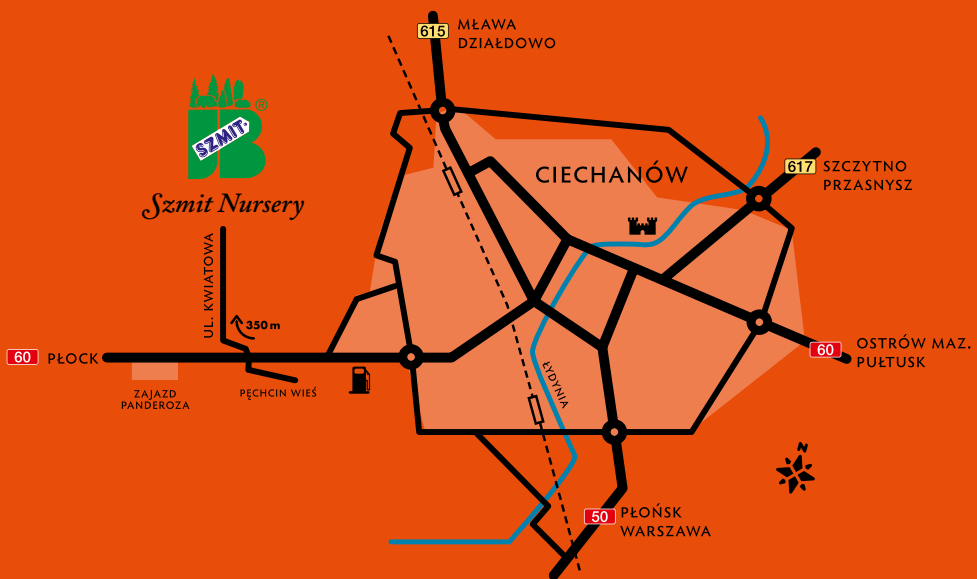 615
MŁAWA
DZIAŁDOWO
SZMIT
B
®
Szmit Nursery
CIECHANÓW
617
SZCZYTNO
PRZASNYSZ
UL. KWIATOWA
350 m
60
PŁOCK
ZAJAZD
PANDEROZA
PĘCHCIN WIEŚ
ŁYDYNIA
60
OSTRÓW MAZ.
PUŁTUSK
N
50
PŁOŃSK
WARSZAWA